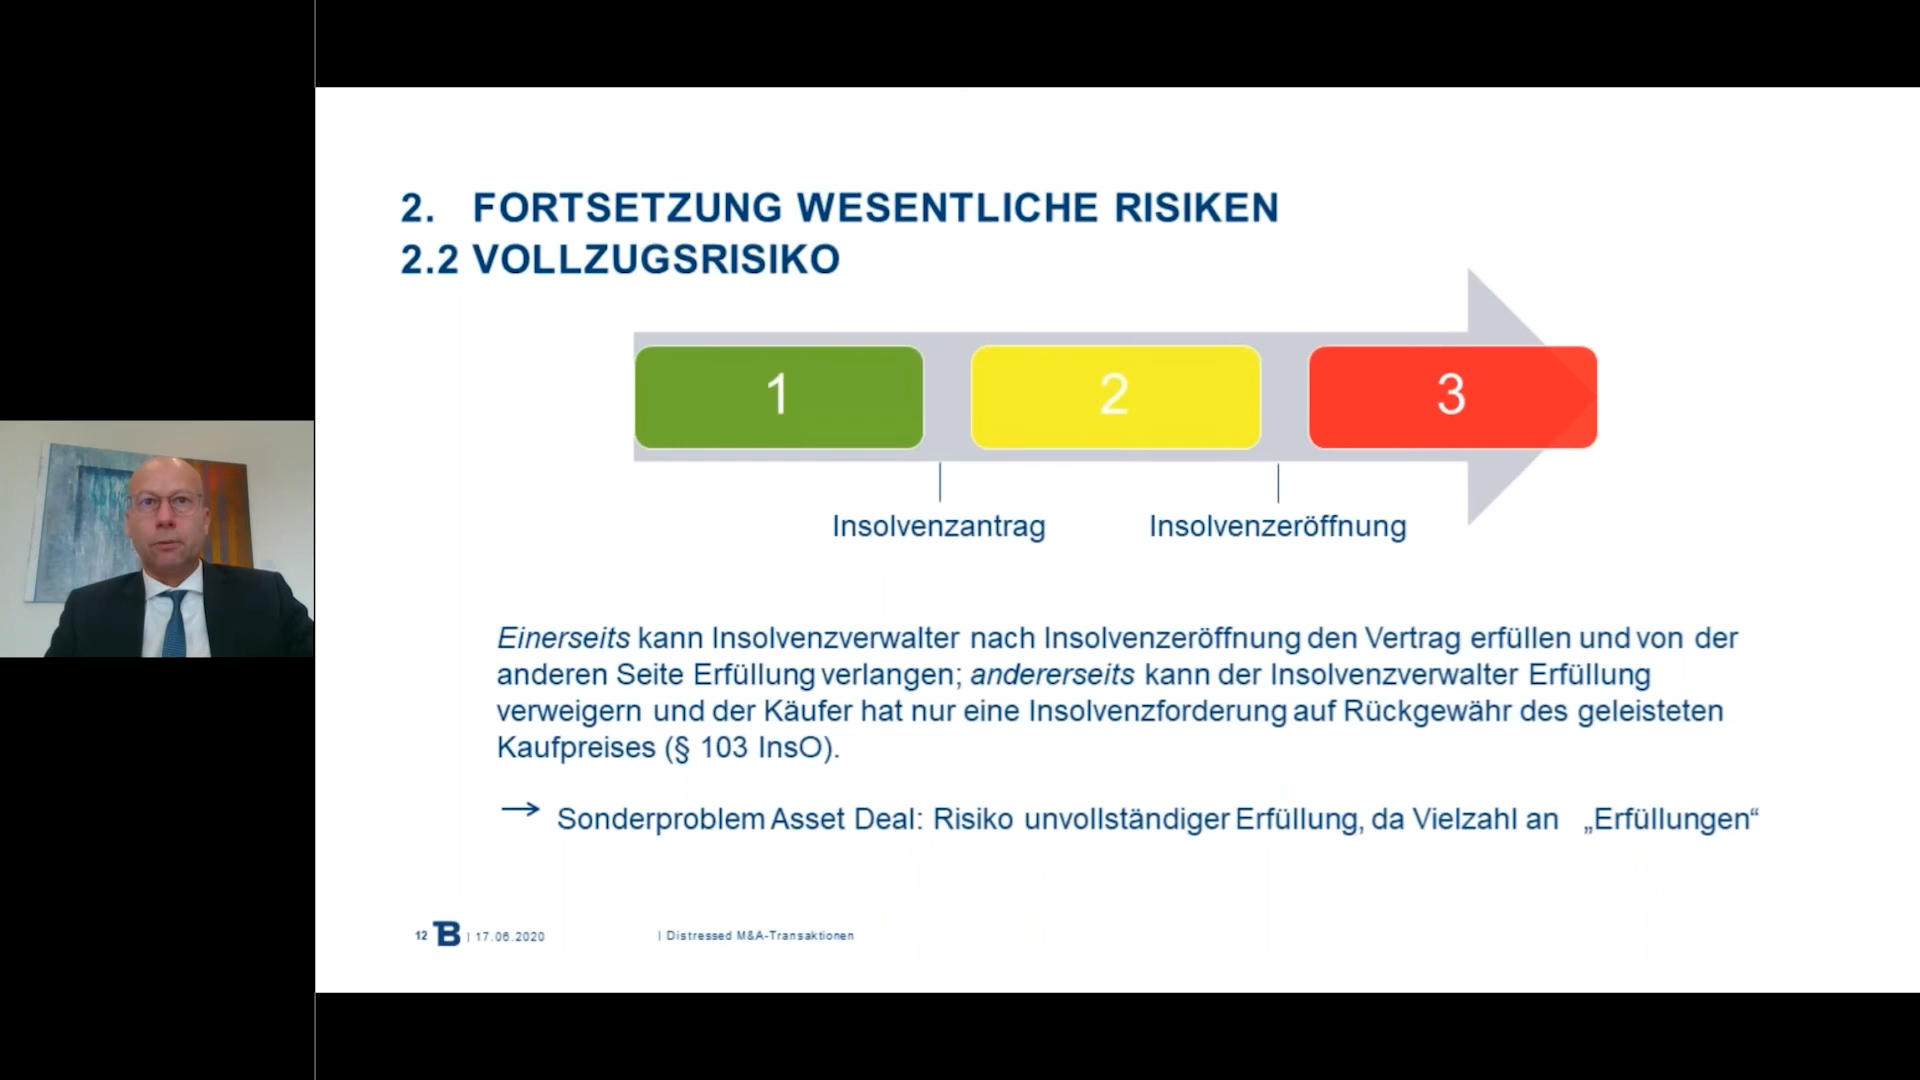 2. FORTSETZUNG WESENTLICHE RISIKEN
2.2 VOLLZUGSRISIKO
1
2
3
Insolvenzantrag
Insolvenzeröffnung
Einerseits kann Insolvenzverwalter nach Insolvenzeröffnung den Vertrag erfüllen und von der
anderen Seite Erfüllung verlangen; andererseits kann der Insolvenzverwalter Erfüllung
verweigern und der Käufer hat nur eine Insolvenzforderung auf Rückgewähr des geleisteten
Kaufpreises (§ 103 InsO).
→ Sonderproblem Asset Deal: Risiko unvollständiger Erfüllung, da Vielzahl an „Erfüllungen“
12 B | 17.06.2020 | Distressed M&A-Transaktionen